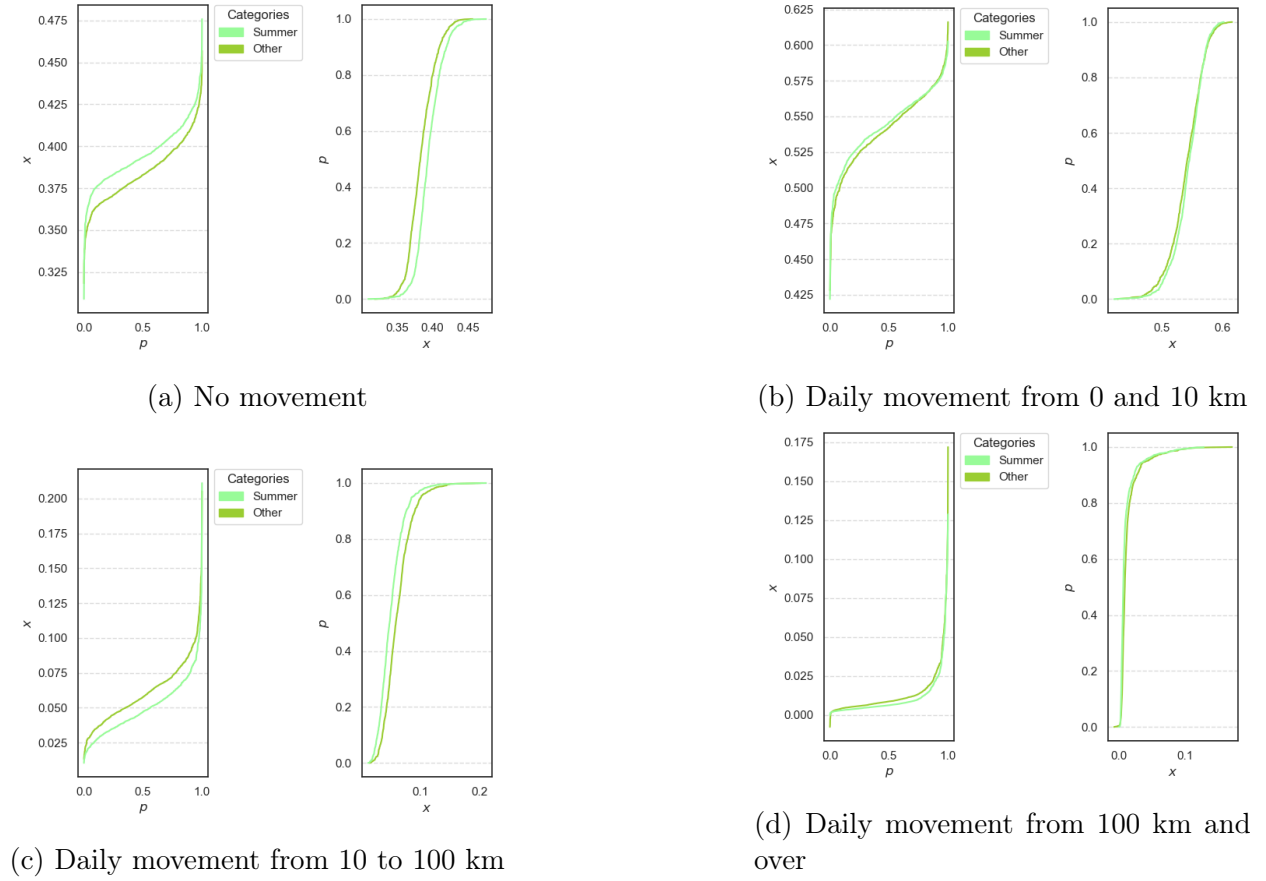 0.475
0.450
0.425
0.400
0.375
0.350
0.325
x
0.0
0.5
1.0
p
Categories
Summer
Other
1.0
0.8
0.6
0.4
0.2
0.0
p
0.35
0.40
0.45
x
(a) No movement
0.625
0.600
0.575
0.550
0.525
0.500
0.475
0.450
0.425
x
0.0
0.5
1.0
p
Categories
Summer
Other
1.0
0.8
0.6
0.4
0.2
0.0
p
0.5
0.6
x
(b) Daily movement from 0 and 10 km
0.200
0.175
0.150
0.125
0.100
0.075
0.050
0.025
x
0.0
0.5
1.0
p
Categories
Summer
Other
1.0
0.8
0.6
0.4
0.2
0.0
p
0.1
0.2
x
(c) Daily movement from 10 to 100 km
0.175
0.150
0.125
0.100
0.075
0.050
0.025
0.000
x
0.0
0.5
1.0
p
Categories
Summer
Other
1.0
0.8
0.6
0.4
0.2
0.0
p
0.0
0.1
x
(d) Daily movement from 100 km and
over